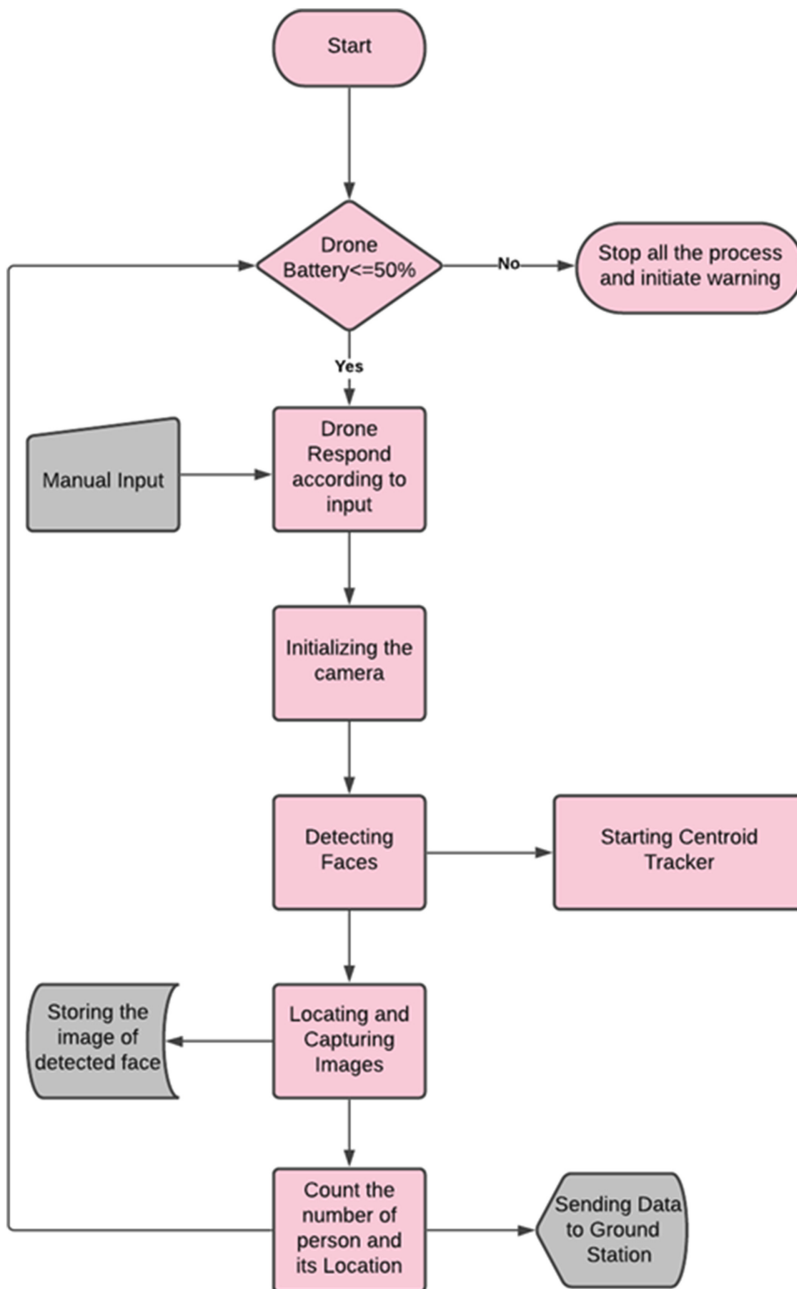 Start
Drone
Battery<=50%
No
Stop all the process
and initiate warning
Yes
Manual Input
Drone
Respond
according to
input
Initializing the
camera
Detecting
Faces
Starting Centroid
Tracker
Storing the
image of
detected face
Locating and
Capturing
Images
Count the
number of
person and
its Location
Sending Data
to Ground
Station